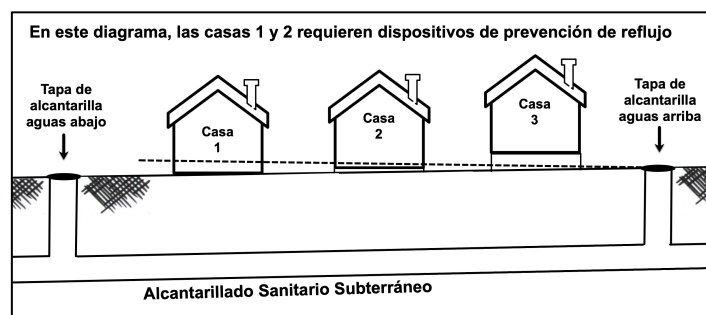 En este diagrama, las casas 1 y 2 requieren dispositivos de prevención de reflujo
Tapa de
alcantarilla
aguas abajo
Casa
1
Casa
2
Casa
3
Tapa de
alcantarilla
aguas arriba
Alcantarillado Sanitario Subterráneo